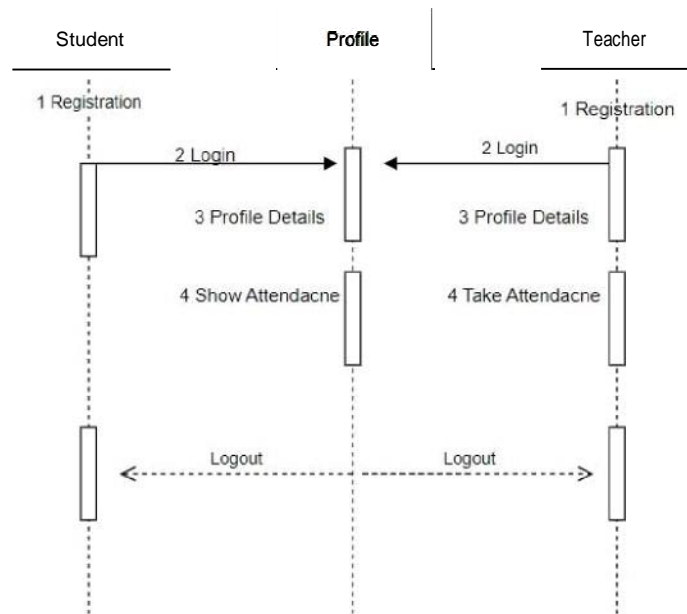 Student
Profile
Teacher
1 Registration
1 Registration
2 Login
2 Login
3 Profile Details
3 Profile Details
4 Show Attendacne
4 Take Attendacne
Logout
Logout